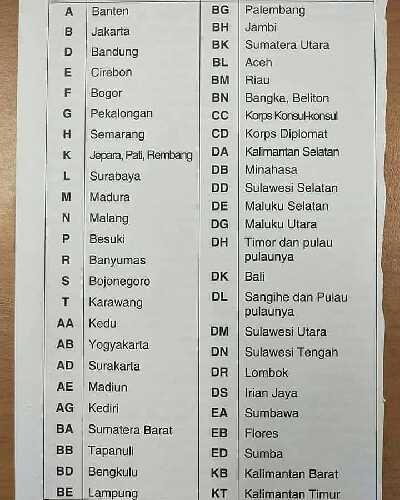 A Banten
B Jakarta
D Bandung
E Cirebon
F Bogor
G Pekalongan
H Semarang
K Jepara, Pati, Rembang
L Surabaya
M Madura
N Malang
P Besuki
R Banyumas
S Bojonegoro
T Karawang
AA Kedu
AB Yogyakarta
AD Surakarta
AE Madiun
AG Kediri
BA Sumatera Barat
BB Tapanuli
BD Bengkulu
BE Lampung
BG Palembang
BH Jambi
BK Sumatera Utara
BL Aceh
BM Riau
BN Bangka, Beliton
CC Korps Konsul-konsul
CD Korps Diplomat
DA Kalimantan Selatan
DB Minahasa
DD Sulawesi Selatan
DE Maluku Selatan
DG Maluku Utara
DH Timor dan pulau
pulaunya
DK Bali
DL Sangihe dan Pulau
pulaunya
DM Sulawesi Utara
DN Sulawesi Tengah
DR Lombok
DS Irian Jaya
EA Sumbawa
EB Flores
ED Sumba
KB Kalimantan Barat
KT Kalimantan Timur